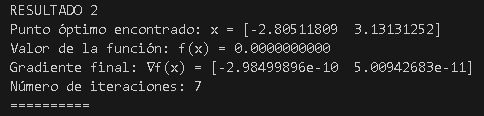 RESULTADO 2
Punto óptimo encontrado: x = [-2.80511809  3.13131252]
Valor de la función: f(x) = 0.0000000000
Gradiente final: ∇f(x) = [-2.98499896e-10  5.00942683e-11]
Número de iteraciones: 7
==========